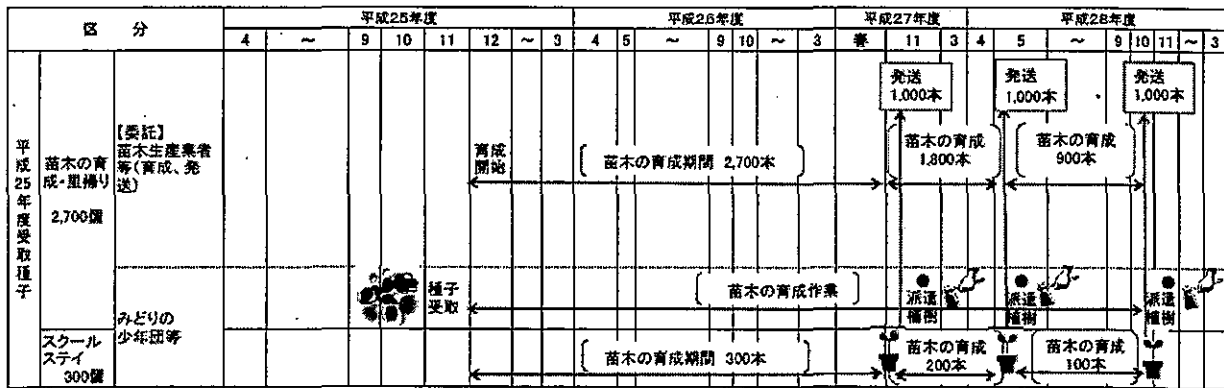 区 分
平成25年度 平成26年度 平成27年度 平成28年度
4 ～ 9 10 11 12 ～ 3 4 5 ～ 9 10 ～ 3 春 11 3 4 5 ～ 9 10 11 ～ 3
発送 1,000本
発送 1,000本
発送 1,000本
平成25年度受取種子
苗木の育成・里帰り
2,700個
【委託】
苗木生産業者
等(育成、発
送)
育成
開始
苗木の育成期間 2,700本
苗木の育成
1,800本
苗木の育成
900本
みどりの
少年団等
種子
受取
苗木の育成作業
派遣
植樹
派遣
植樹
派遣
植樹
スクール
ステイ
300個
苗木の育成期間 300本
苗木の育成
200本
苗木の育成
100本